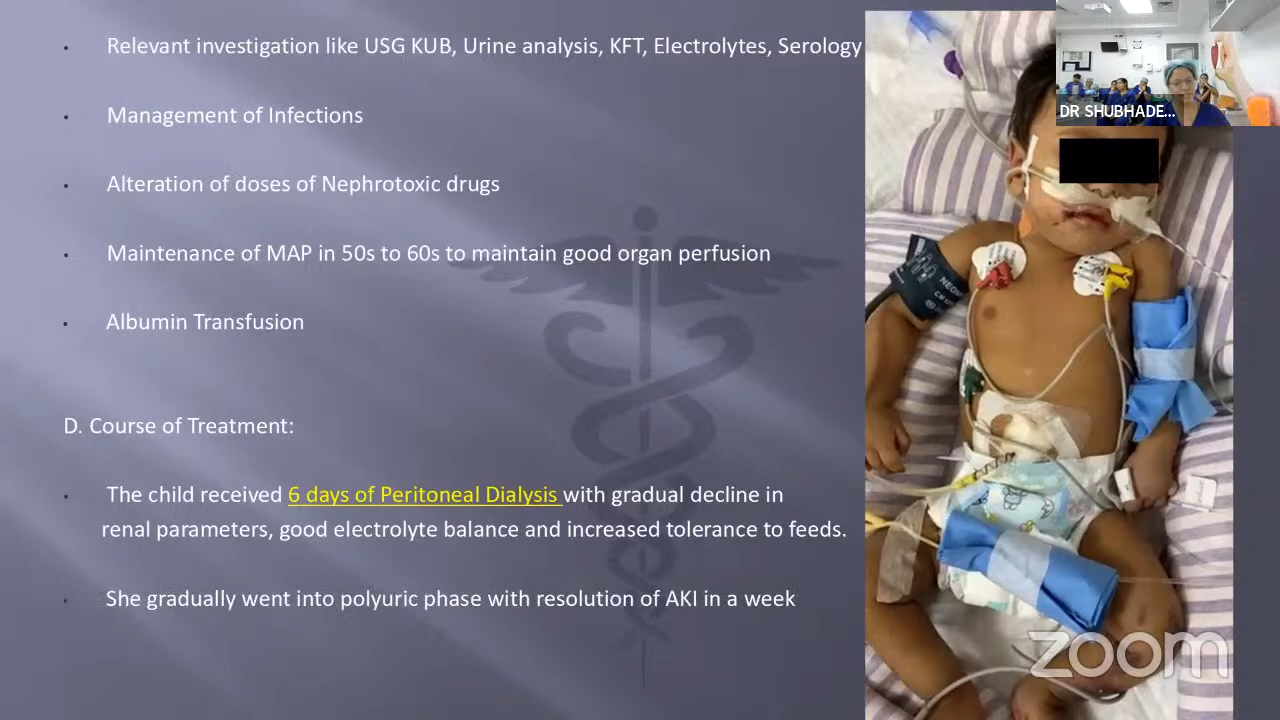 • Relevant investigation like USG KUB, Urine analysis, KFT, Electrolytes, Serology
• Management of Infections
• Alteration of doses of Nephrotoxic drugs
• Maintenance of MAP in 50s to 60s to maintain good organ perfusion
• Albumin Transfusion
D. Course of Treatment:
• The child received 6 days of Peritoneal Dialysis with gradual decline in
renal parameters, good electrolyte balance and increased tolerance to feeds.
• She gradually went into polyuric phase with resolution of AKI in a week
DR SHUBHADE...
zoom